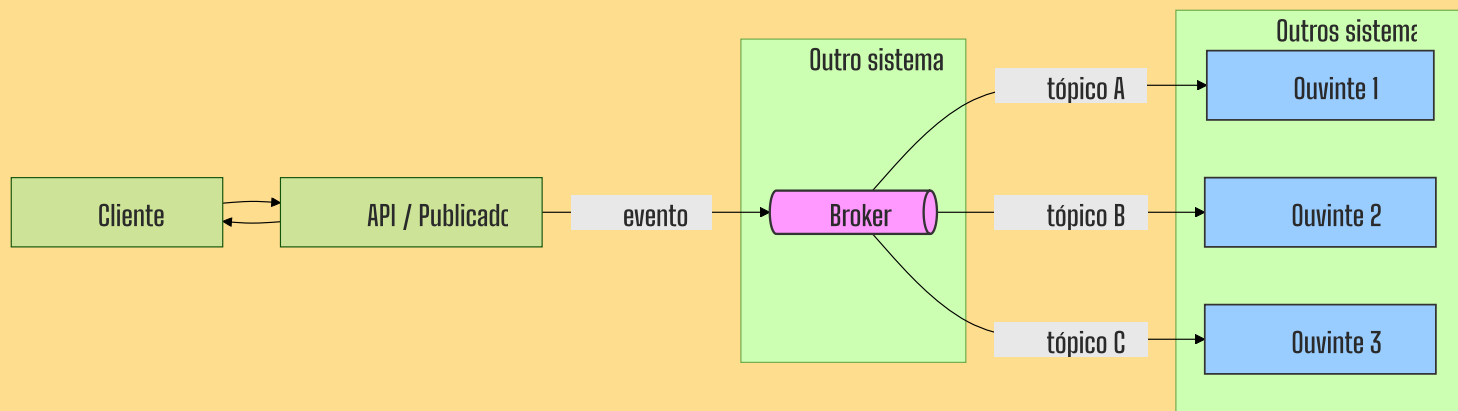 Outros sistema
Outro sistema
tópico A
Ouvinte 1
Cliente
API / Publicado
evento
Broker
tópico B
Ouvinte 2
tópico C
Ouvinte 3